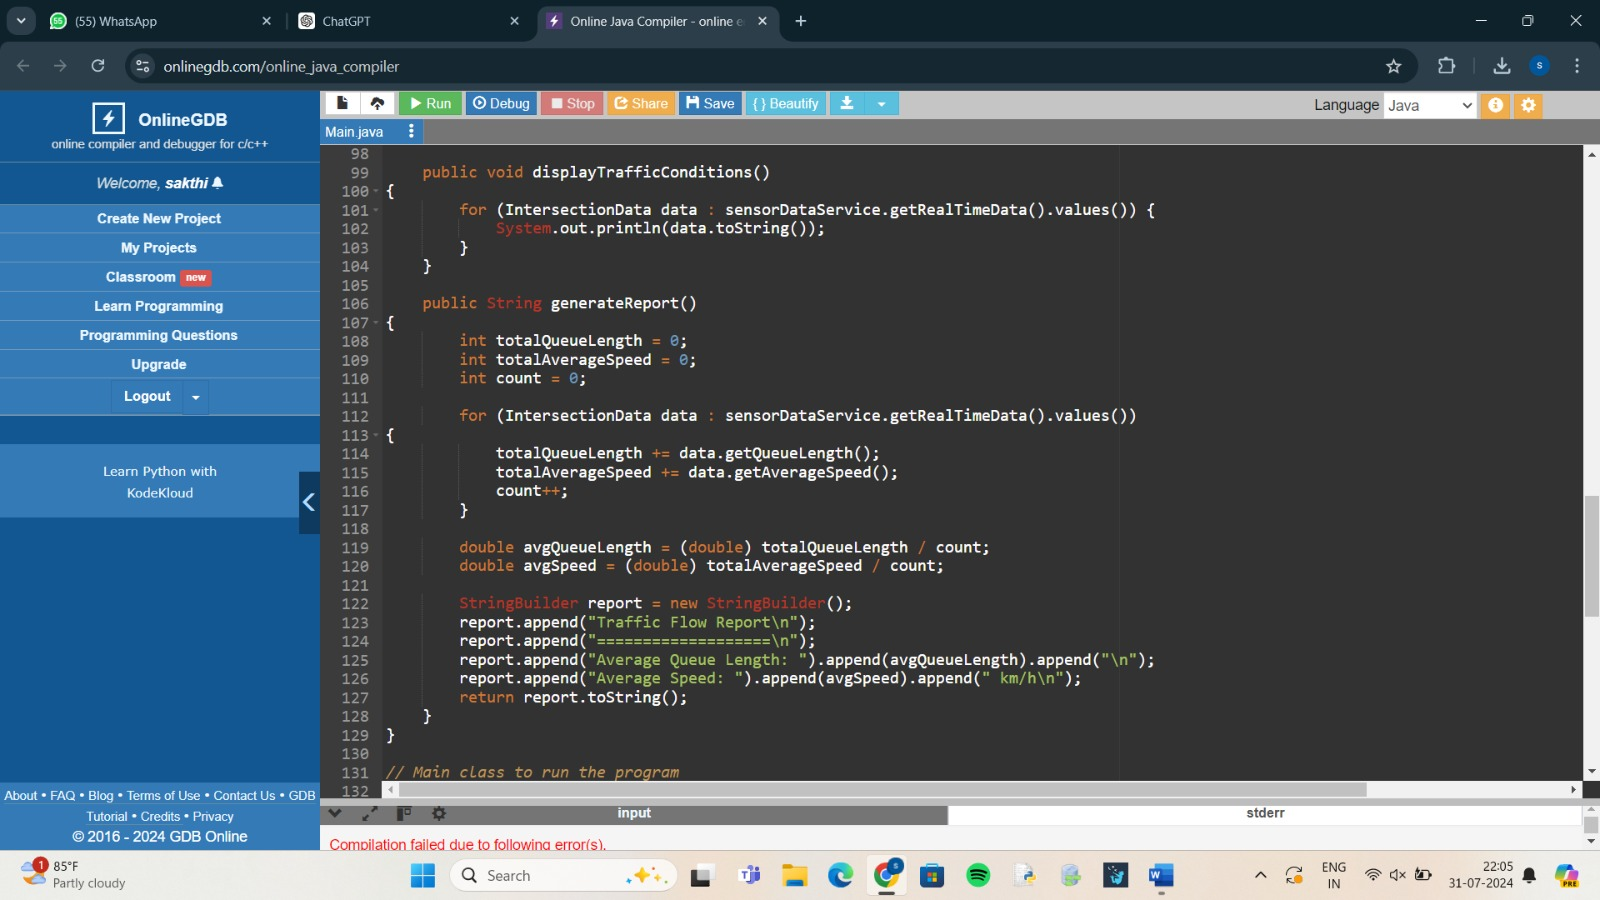 (55) WhatsApp
ChatGPT
Online Java Compiler - online e
onlinegdb.com/online_java_compiler
S
OnlineGDB
online compiler and debugger for c/c++
Welcome, sakthi
Create New Project
My Projects
Classroom new
Learn Programming
Programming Questions
Upgrade
Logout
Learn Python with
KodeKloud
About • FAQ • Blog • Terms of Use • Contact Us • GDB
Tutorial • Credits • Privacy
© 2016 - 2024 GDB Online
Run Debug Stop Share Save { } Beautify
Language Java
Main.java
98
99 public void displayTrafficConditions()
100 {
101 for (IntersectionData data : sensorDataService.getRealTimeData().values()) {
102 System.out.println(data.toString());
103 }
104 }
105
106 public String generateReport()
107 {
108 int totalQueueLength = 0;
109 int totalAverageSpeed = 0;
110 int count = 0;
111
112 for (IntersectionData data : sensorDataService.getRealTimeData().values())
113 {
114 totalQueueLength += data.getQueueLength();
115 totalAverageSpeed += data.getAverageSpeed();
116 count++;
117 }
118
119 double avgQueueLength = (double) totalQueueLength / count;
120 double avgSpeed = (double) totalAverageSpeed / count;
121
122 StringBuilder report = new StringBuilder();
123 report.append("Traffic Flow Report\n");
124 report.append("===================\n");
125 report.append("Average Queue Length: ").append(avgQueueLength).append("\n");
126 report.append("Average Speed: ").append(avgSpeed).append(" km/h\n");
127 return report.toString();
128 }
129 }
130
131 // Main class to run the program
132
input
stderr
Compilation failed due to following error(s).
1
85°F
Partly cloudy
Search
PRE
ENG
IN
22:05
31-07-2024